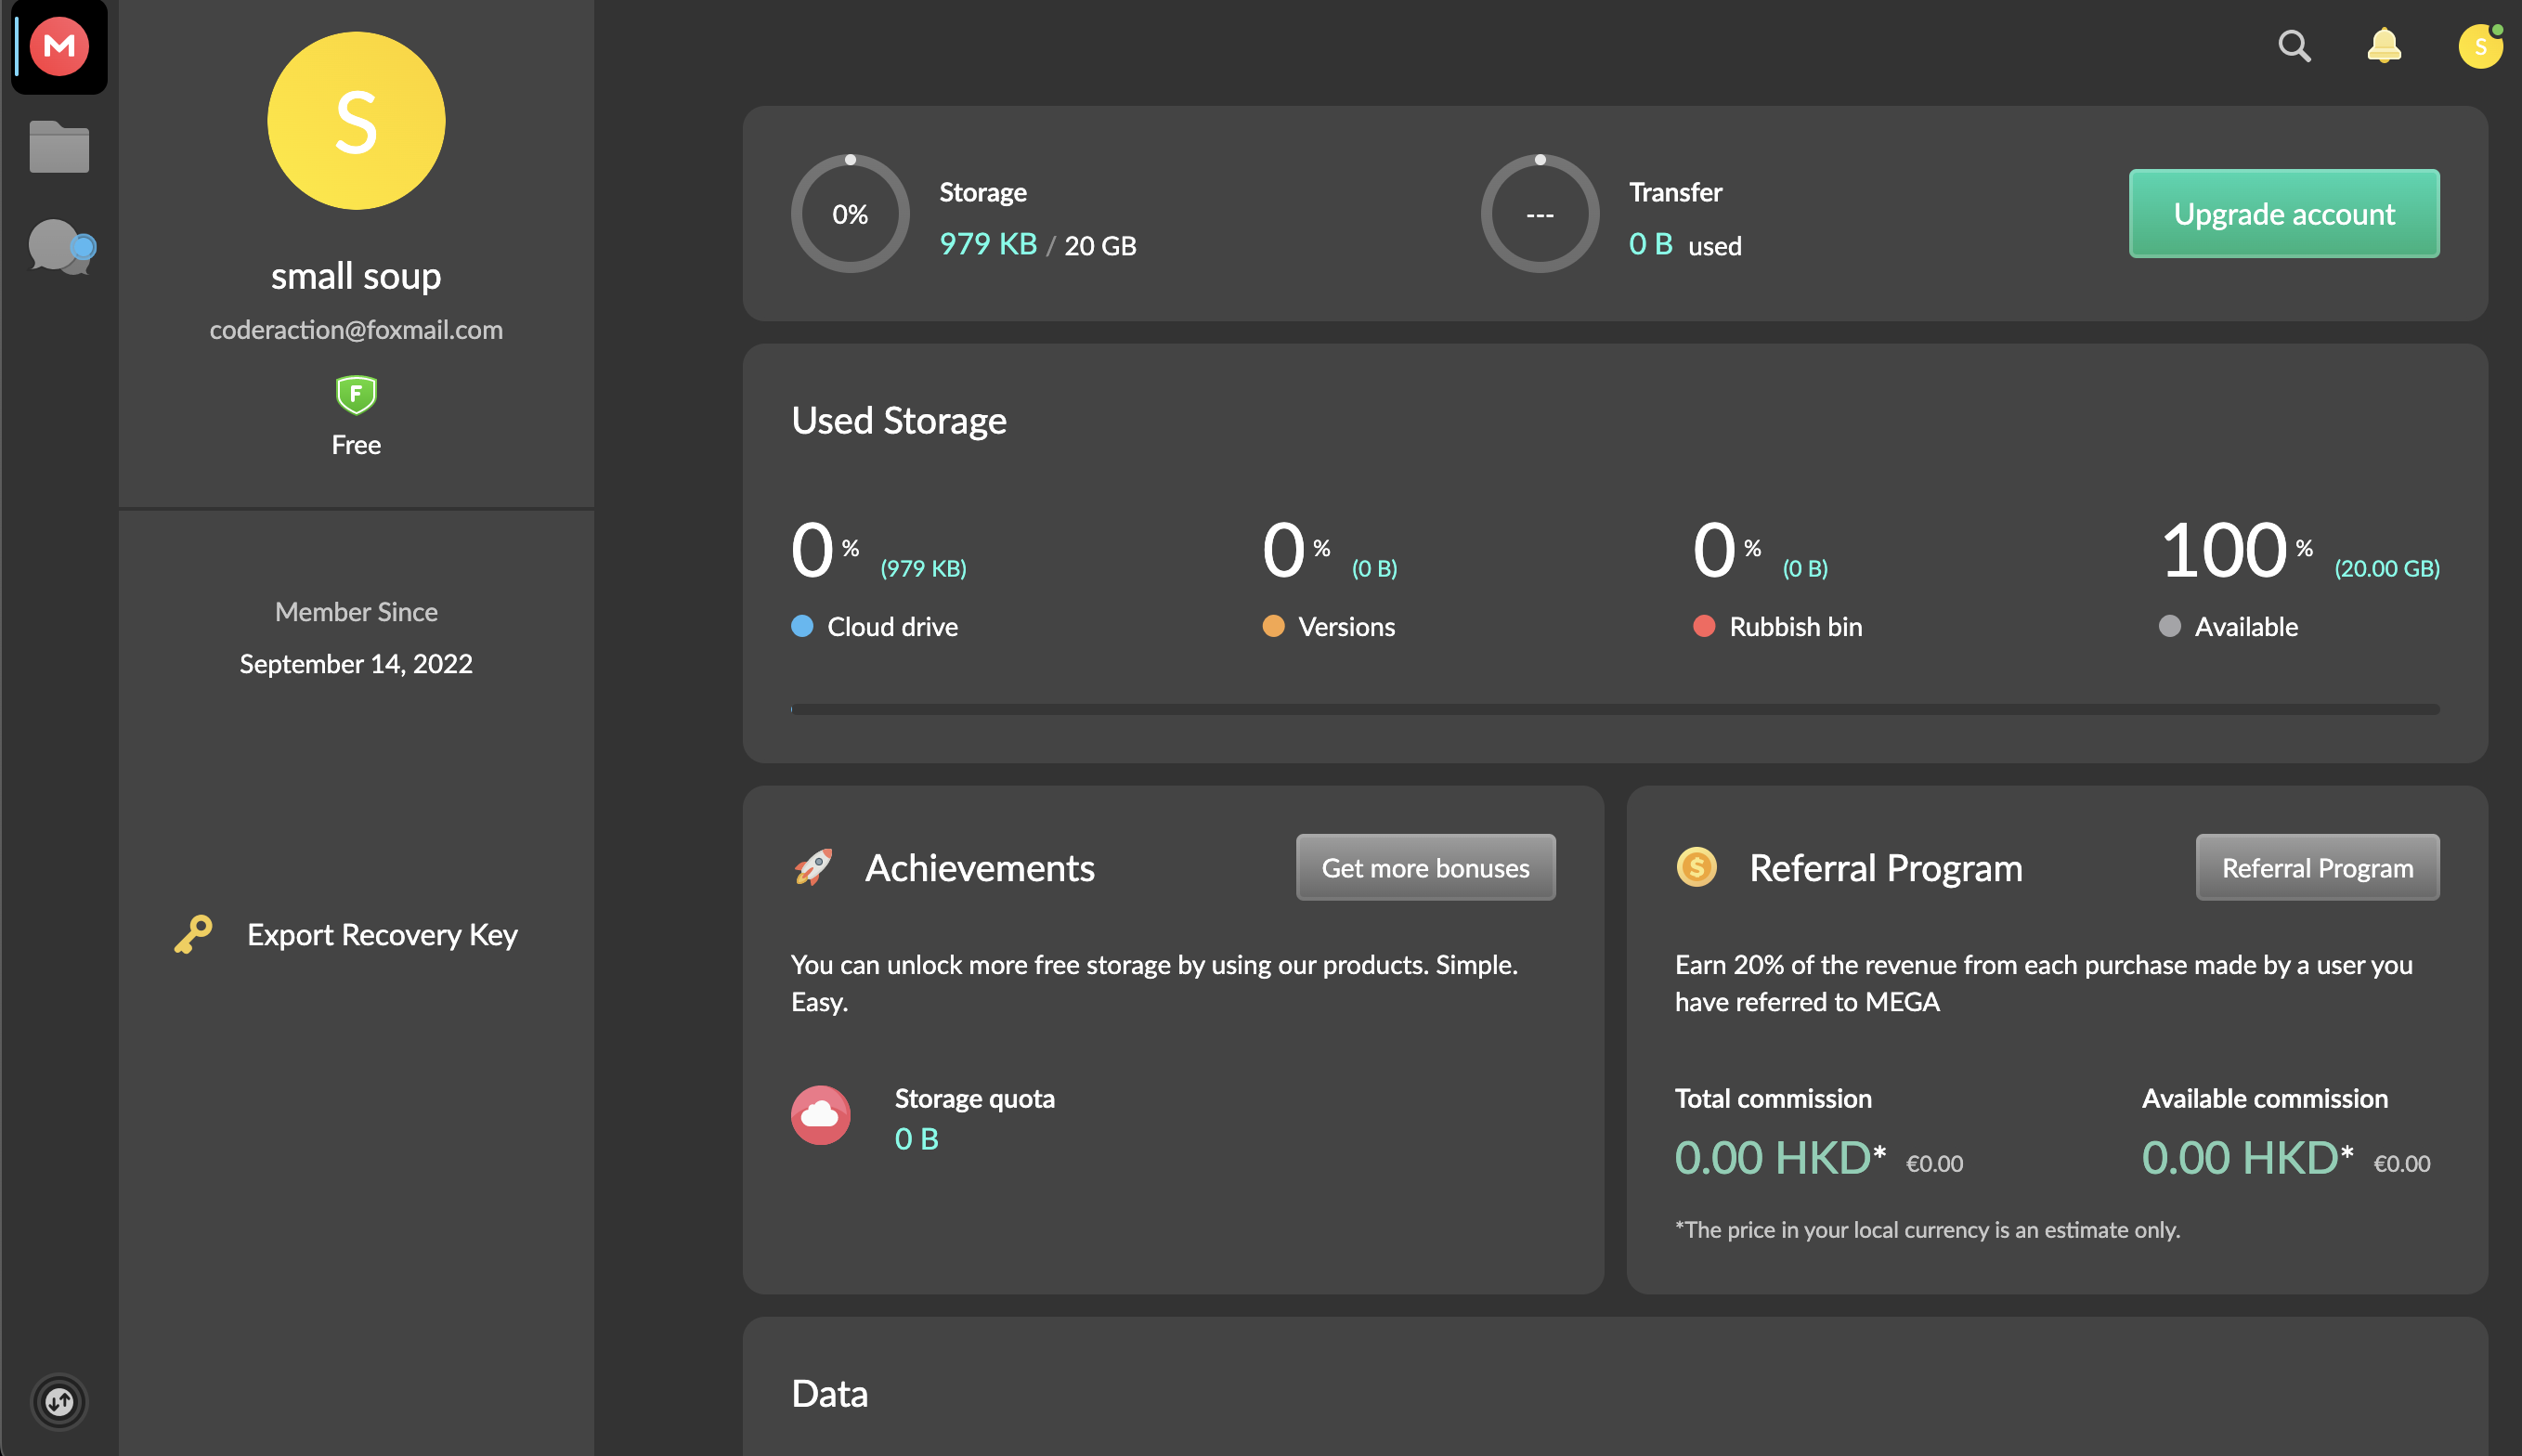 M
S
small soup
coderaction@foxmail.com
F
Free
Member Since
September 14, 2022
Export Recovery Key
S
0%
Storage
979 KB / 20 GB
---
Transfer
0 B used
Upgrade account
Used Storage
0 % (979 KB)
Cloud drive
0 % (0 B)
Versions
0 % (0 B)
Rubbish bin
100 % (20.00 GB)
Available
Achievements
Get more bonuses
You can unlock more free storage by using our products. Simple.
Easy.
Storage quota
0 B
$
Referral Program
Referral Program
Earn 20% of the revenue from each purchase made by a user you
have referred to MEGA
Total commission
0.00 HKD* €0.00
Available commission
0.00 HKD* €0.00
*The price in your local currency is an estimate only.
Data